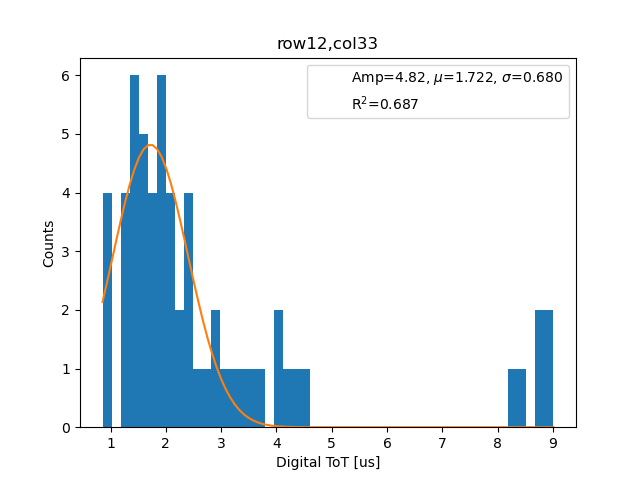 row12,col33
Amp=4.82, μ=1.722, σ=0.680
R²=0.687
Counts
6
5
4
3
2
1
0
1 2 3 4 5 6 7 8 9
Digital ToT [us]